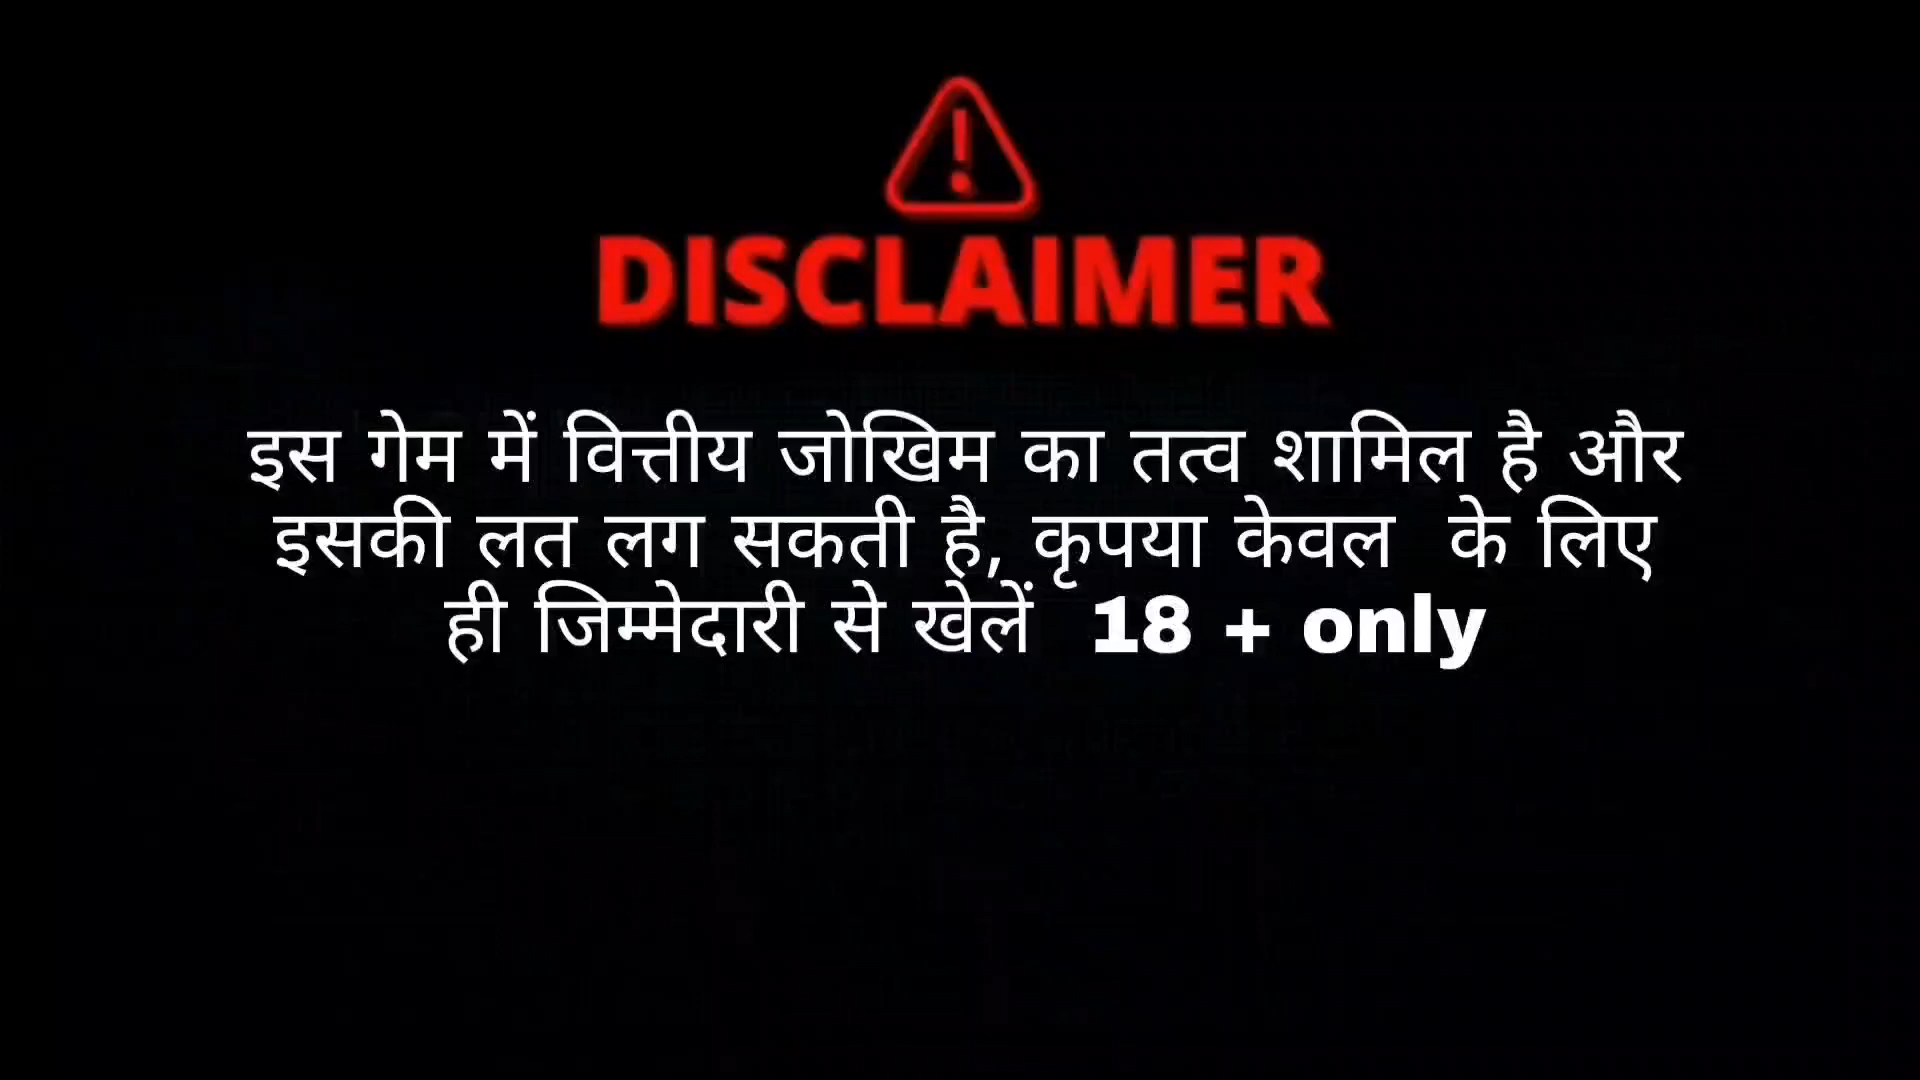 DISCLAIMER
इस गेम में वित्तीय जोखिम का तत्व शामिल है और
इसकी लत लग सकती है, कृपया केवल के लिए
ही जिम्मेदारी से खेलें 18 + only